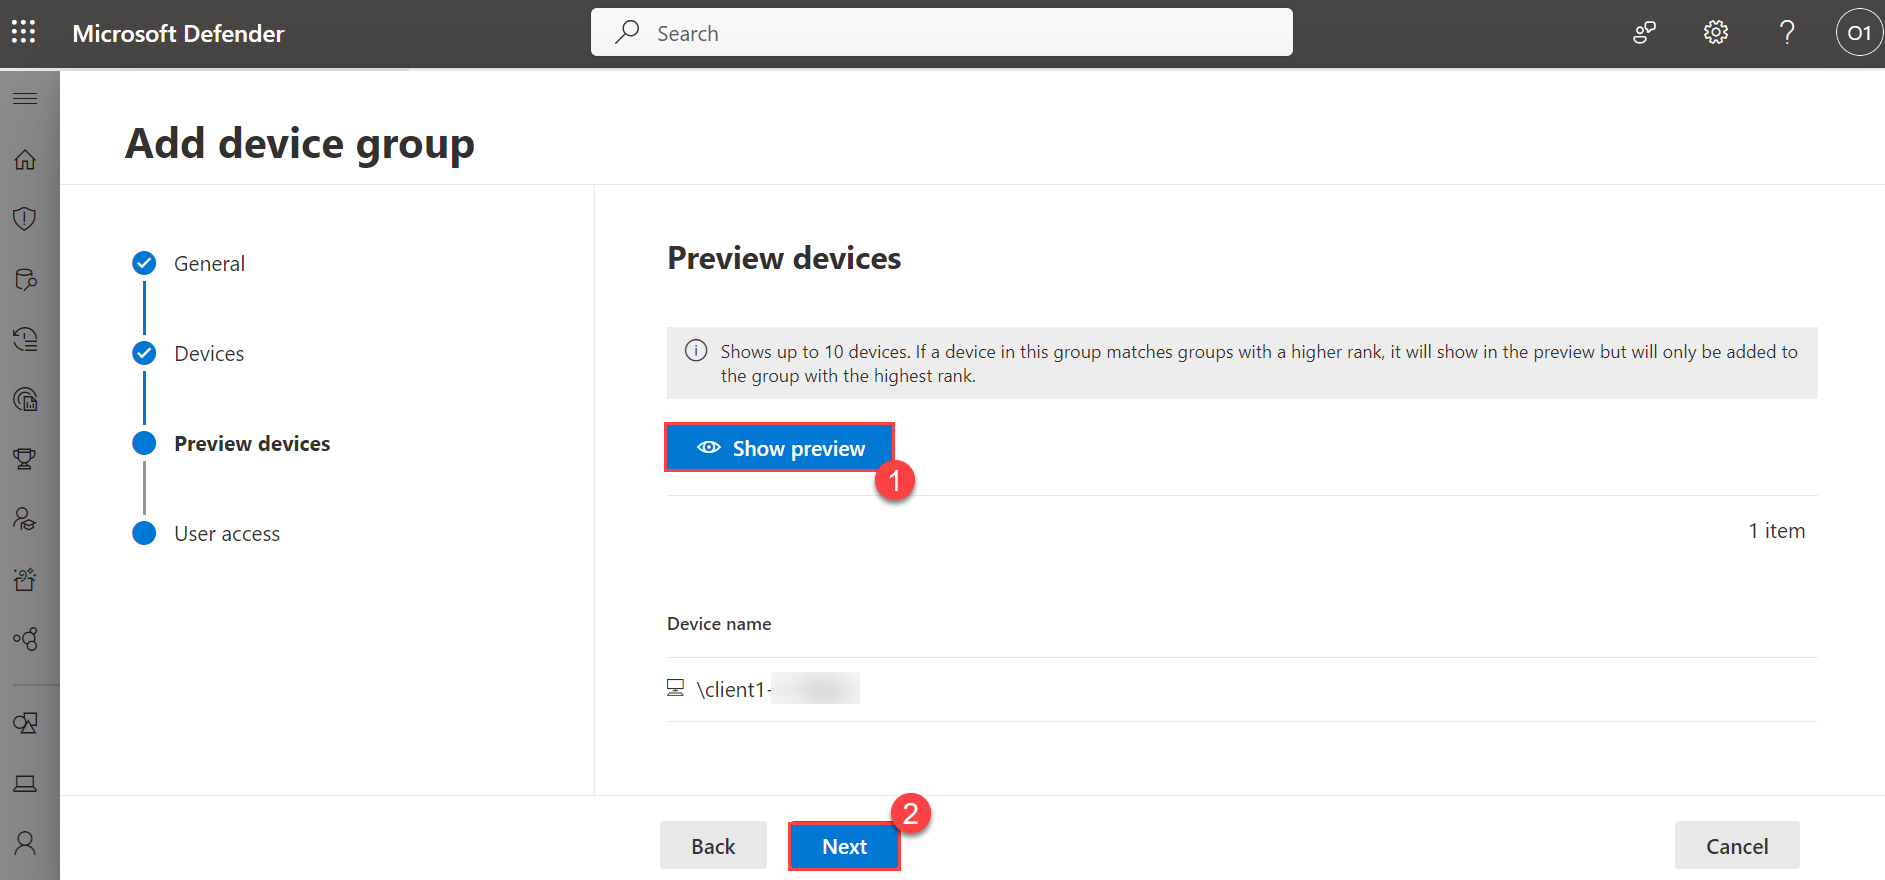 Microsoft Defender
Search
O1
Add device group
General
Devices
Preview devices
User access
Preview devices
Shows up to 10 devices. If a device in this group matches groups with a higher rank, it will show in the preview but will only be added to
the group with the highest rank.
Show preview
1
1 item
Device name
\client1-
2
Back
Next
Cancel